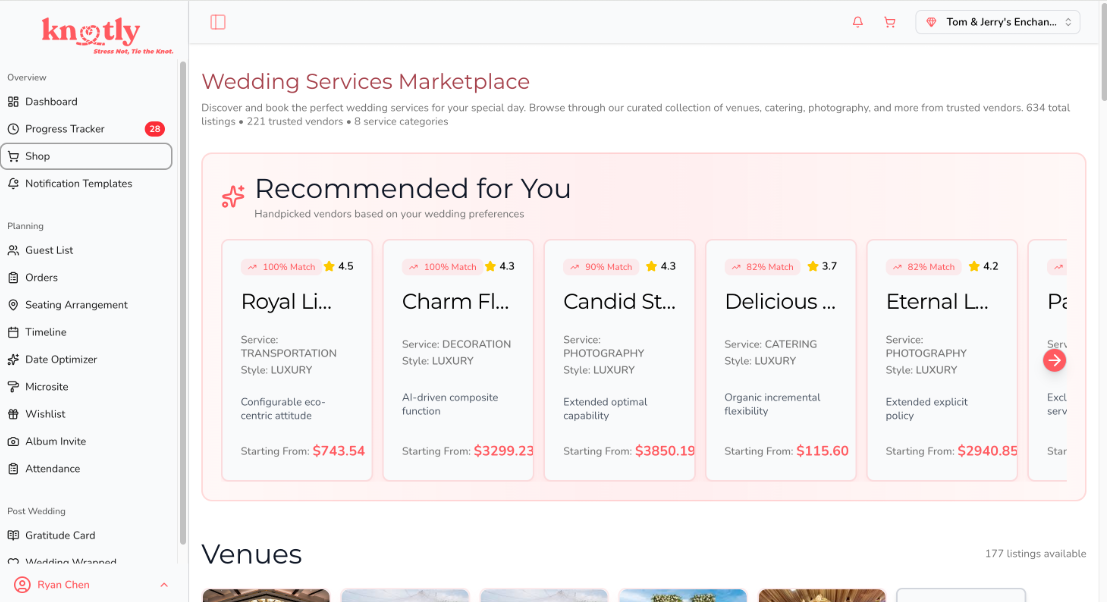 knotly
Stress Not, Tie the Knot.
Overview
Dashboard
Progress Tracker 28
Shop
Notification Templates
Planning
Guest List
Orders
Seating Arrangement
Timeline
Date Optimizer
Microsite
Wishlist
Album Invite
Attendance
Post Wedding
Gratitude Card
Wedding Wrapped
Ryan Chen
Tom & Jerry's Enchan...
Wedding Services Marketplace
Discover and book the perfect wedding services for your special day. Browse through our curated collection of venues, catering, photography, and more from trusted vendors. 634 total
listings • 221 trusted vendors • 8 service categories
Recommended for You
Handpicked vendors based on your wedding preferences
100% Match 4.5
Royal Li...
Service:
TRANSPORTATION
Style: LUXURY
Configurable eco-
centric attitude
Starting From: $743.54
100% Match 4.3
Charm Fl...
Service: DECORATION
Style: LUXURY
AI-driven composite
function
Starting From: $3299.23
90% Match 4.3
Candid St...
Service:
PHOTOGRAPHY
Style: LUXURY
Extended optimal
capability
Starting From: $3850.19
82% Match 3.7
Delicious ...
Service: CATERING
Style: LUXURY
Organic incremental
flexibility
Starting From: $115.60
82% Match 4.2
Eternal L...
Service:
PHOTOGRAPHY
Style: LUXURY
Extended explicit
policy
Starting From: $2940.85
Pa
Serv
Excl
serv
Star
Venues
177 listings available